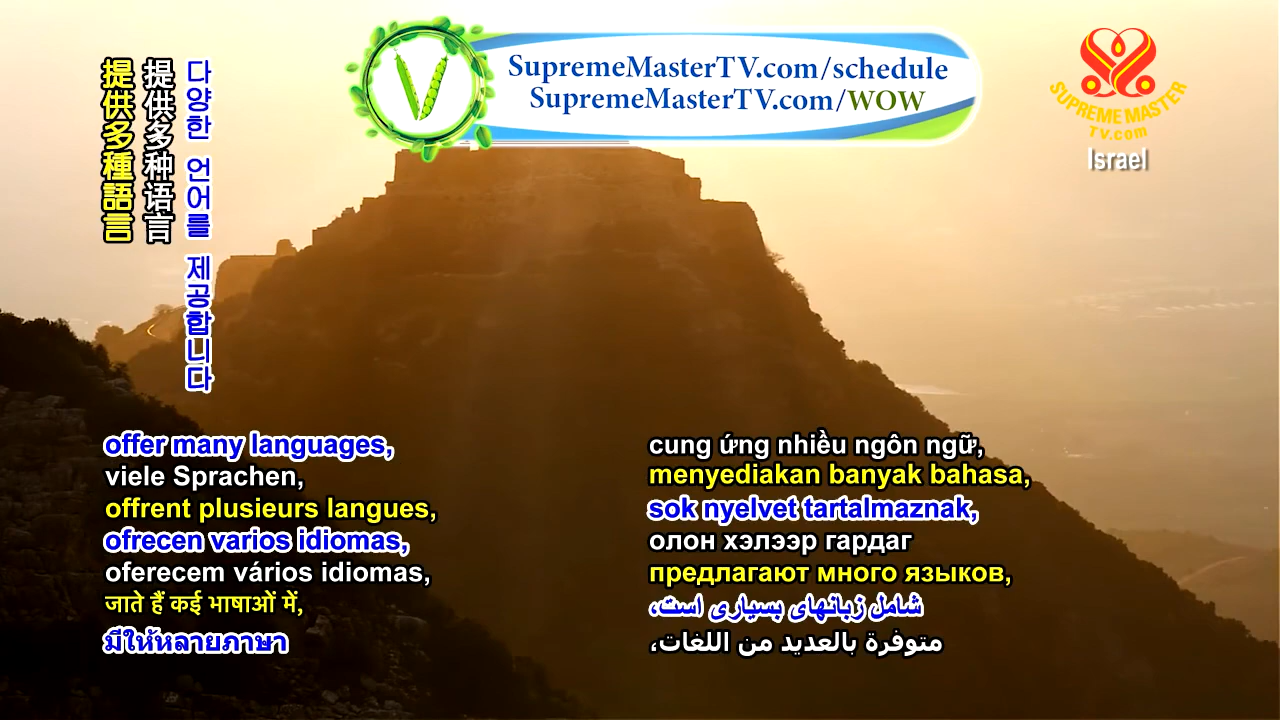 SupremeMasterTV.com/schedule
SupremeMasterTV.com/WOW
SUPREME MASTER
TV.com
Israel
다양한 언어를 제공합니다
提供多种语言
提供多種語言
offer many languages,
viele Sprachen,
offrent plusieurs langues,
ofrecen varios idiomas,
oferecem vários idiomas,
जाते हैं कई भाषाओं में,
มีให้หลายภาษา
cung ứng nhiều ngôn ngữ,
menyediakan banyak bahasa,
sok nyelvet tartalmaznak,
олон хэлээр гардаг
предлагают много языков,
شامل زبانهای بسیاری است،
متوفرة بالعديد من اللغات،